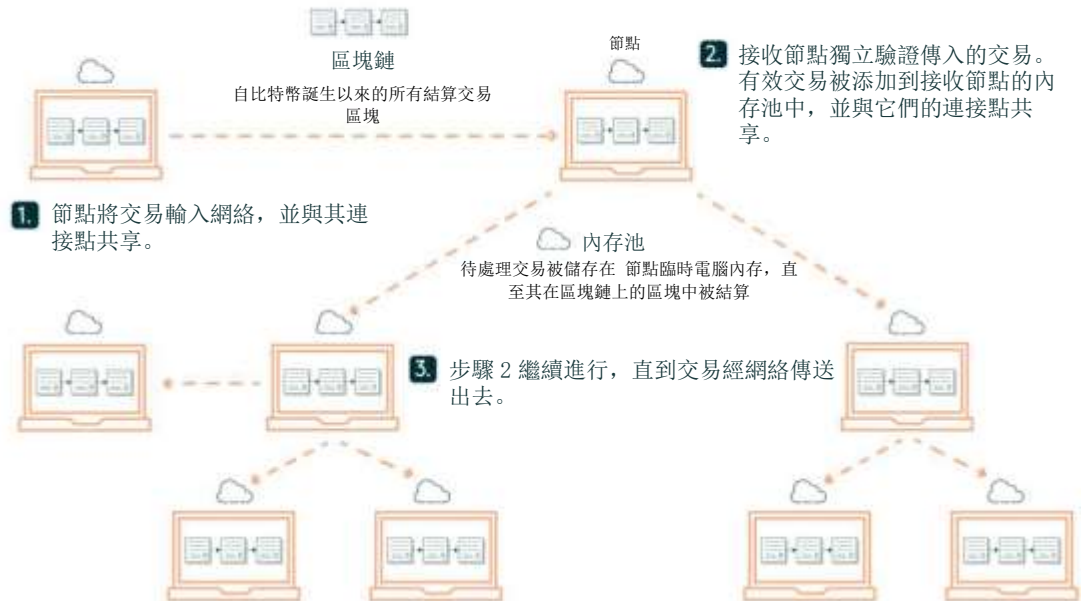 區塊鏈
自比特幣誕生以來的所有結算交易
區塊
節點
2. 接收節點獨立驗證傳入的交易。
有效交易被添加到接收節點的內
存池中，並與它們的連接點共
享。
1. 節點將交易輸入網絡，並與其連
接點共享。
內存池
待處理交易被儲存在 節點臨時電腦內存，直
至其在區塊鏈上的區塊中被結算
3. 步驟 2 繼續進行，直到交易經網絡傳送
出去。